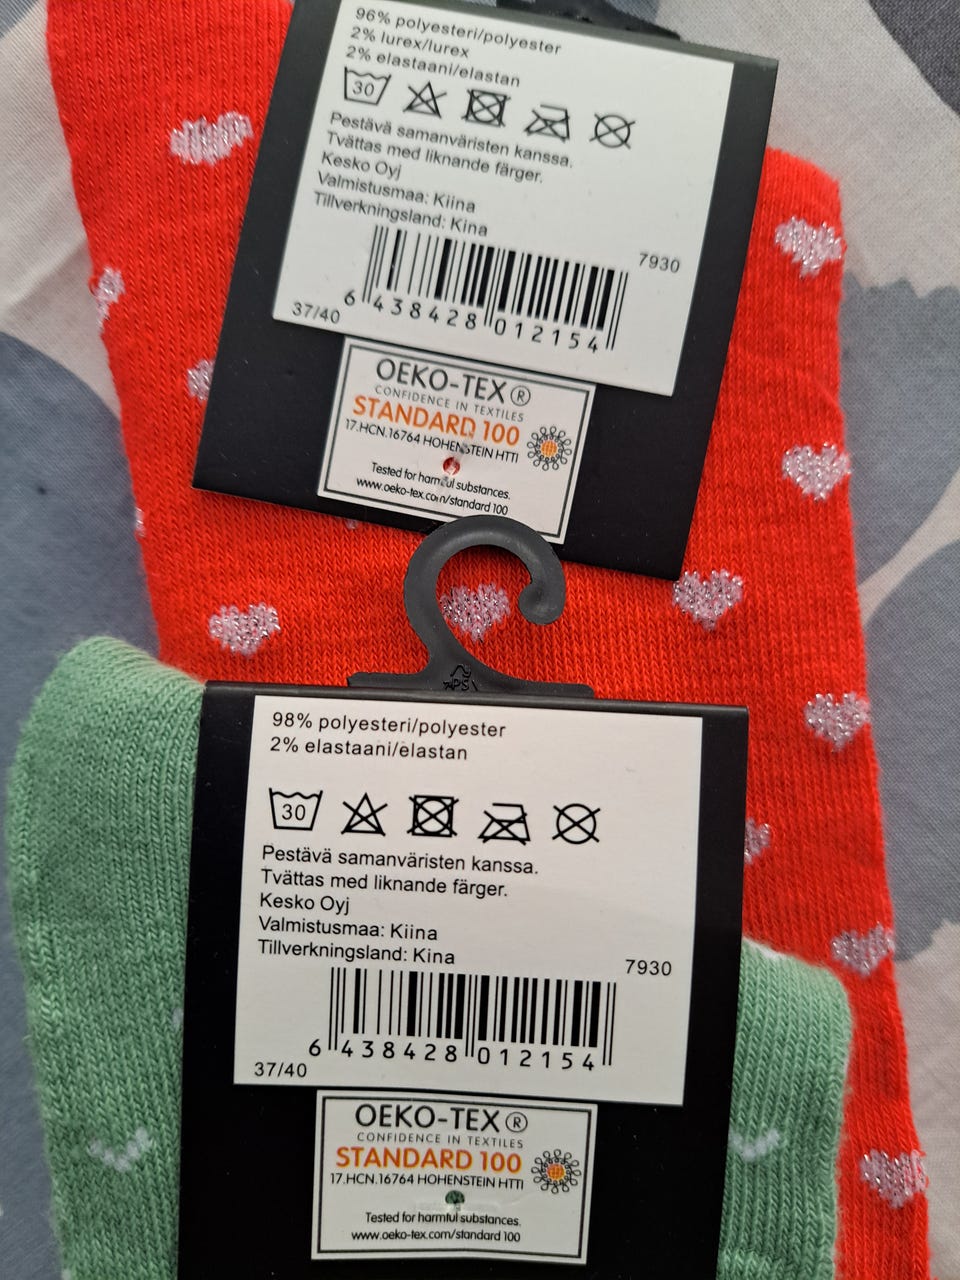 96% polyesteri/polyester
2% lurex/lurex
2% elastaani/elastan
30
Pestävä samanväristen kanssa.
Tvättas med liknande färger.
Kesko Oyj
Valmistusmaa: Kiina
Tillverkningsland: Kina
7930
6 438428 012154
37/40
OEKO-TEX®
CONFIDENCE IN TEXTILES
STANDARD 100
17.HCN.16764 HOHENSTEIN HTTI
Tested for harmful substances.
www.oeko-tex.com/standard 100
PS
98% polyesteri/polyester
2% elastaani/elastan
30
Pestävä samanväristen kanssa.
Tvättas med liknande färger.
Kesko Oyj
Valmistusmaa: Kiina
Tillverkningsland: Kina
7930
6 438428 012154
37/40
OEKO-TEX®
CONFIDENCE IN TEXTILES
STANDARD 100
17.HCN.16764 HOHENSTEIN HTTI
Tested for harmful substances.
www.oeko-tex.com/standard 100